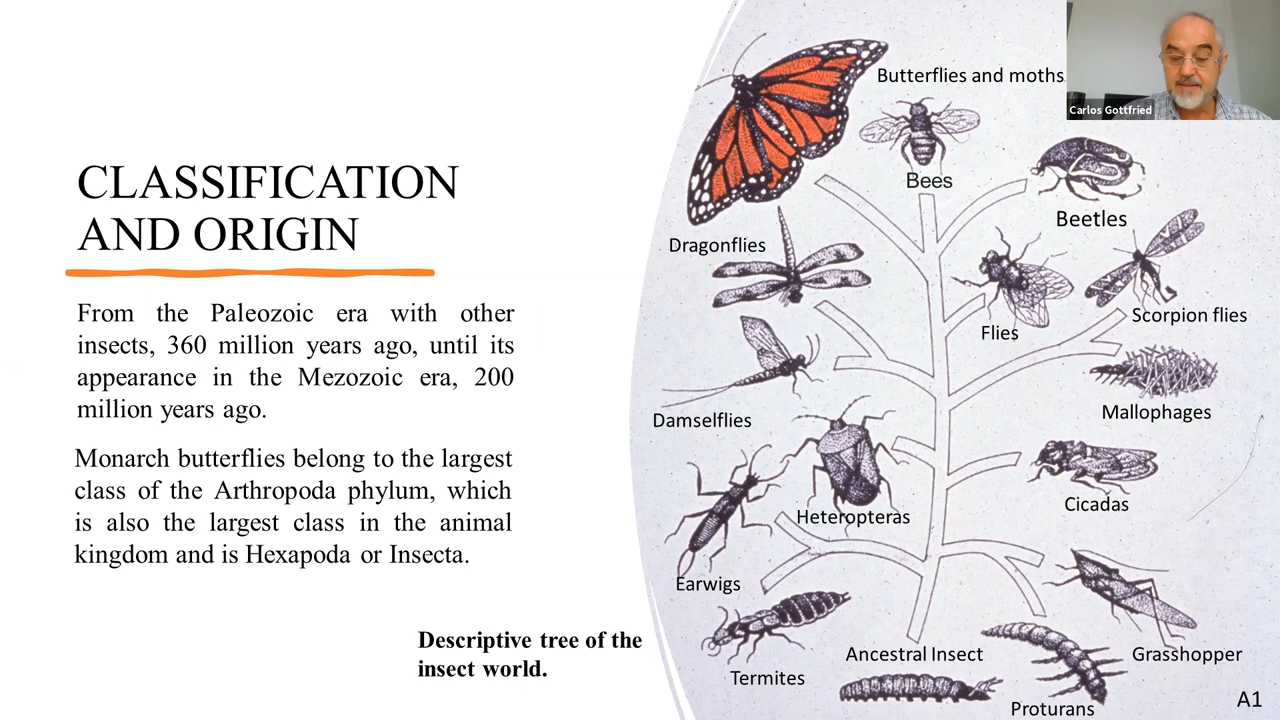 CLASSIFICATION
AND ORIGIN
From the Paleozoic era with other
insects, 360 million years ago, until its
appearance in the Mezozoic era, 200
million years ago.
Monarch butterflies belong to the largest
class of the Arthropoda phylum, which
is also the largest class in the animal
kingdom and is Hexapoda or Insecta.
Descriptive tree of the
insect world.
Butterflies and moths
Carlos Gottfried
Bees
Beetles
Dragonflies
Scorpion flies
Flies
Mallophages
Damselflies
Cicadas
Heteropteras
Earwigs
Ancestral Insect
Grasshopper
Termites
Proturans
A1